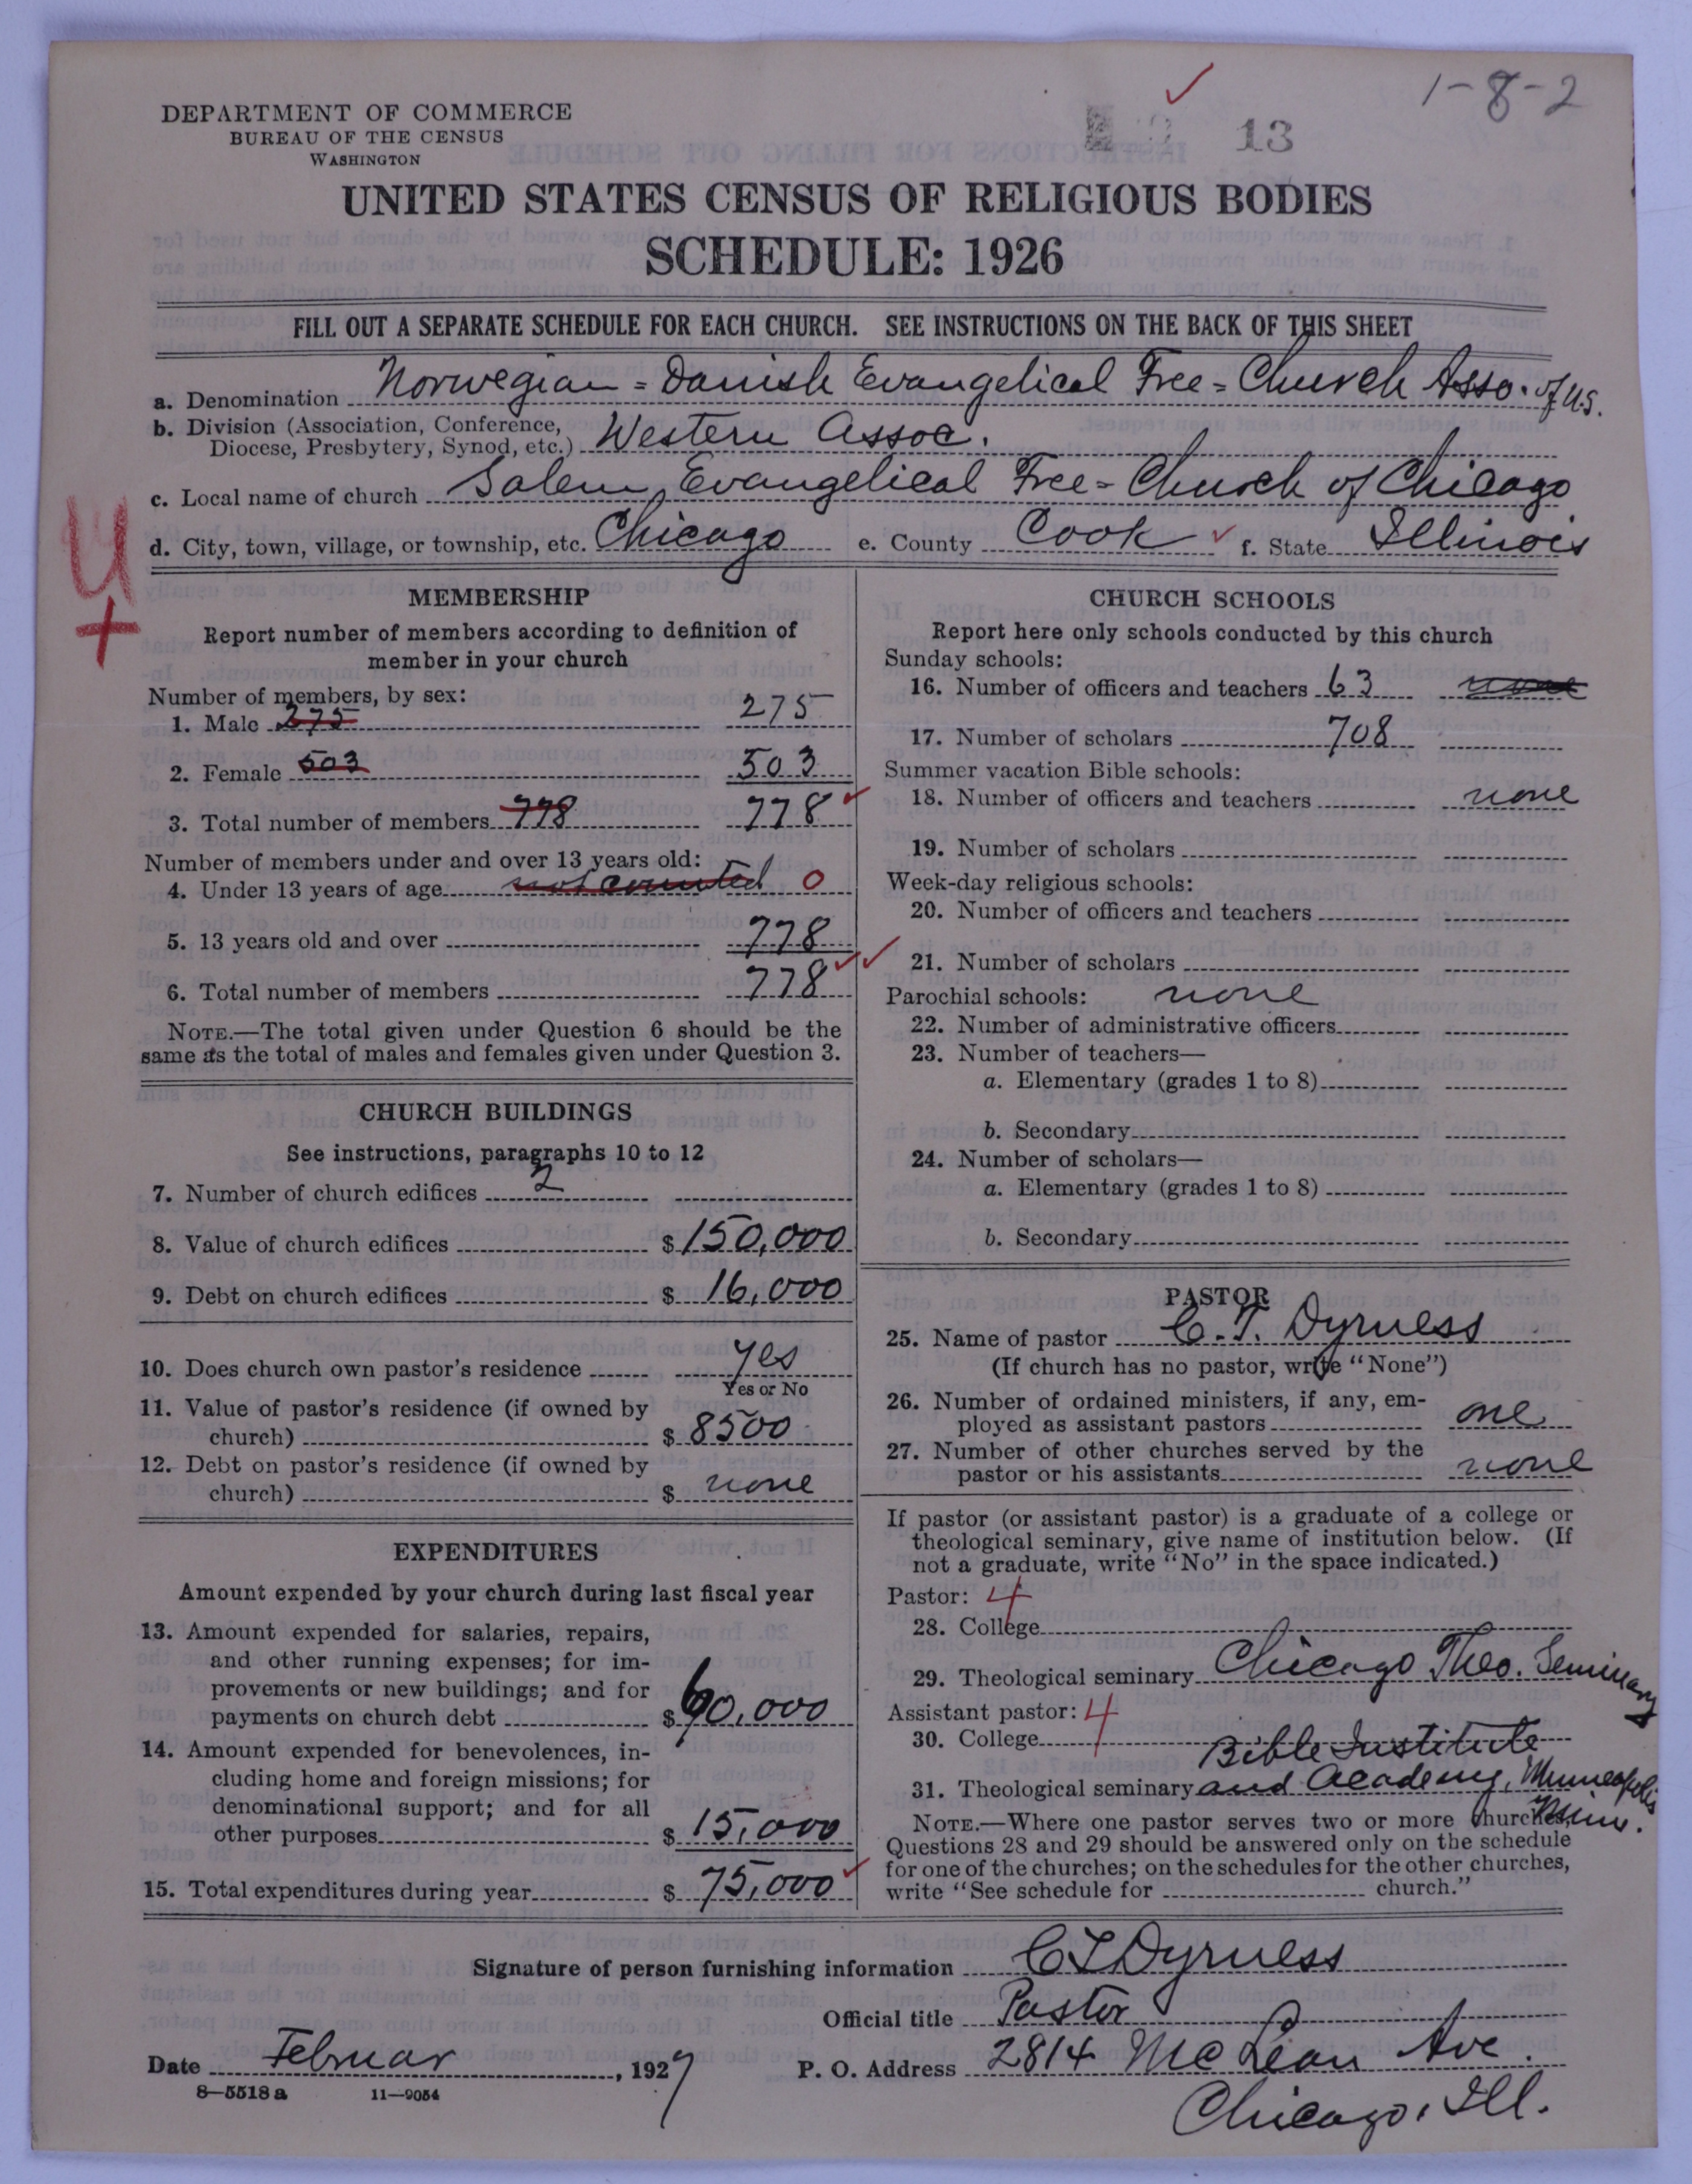 1-8-2
DEPARTMENT OF COMMERCE
BUREAU OF THE CENSUS
WASHINGTON
13
UNITED STATES CENSUS OF RELIGIOUS BODIES
SCHEDULE: 1926
FILL OUT A SEPARATE SCHEDULE FOR EACH CHURCH. SEE INSTRUCTIONS ON THE BACK OF THIS SHEET
a. Denomination Norwegian=Danish Evangelical Free=Church Asso. of U.S.
b. Division (Association, Conference,
Diocese, Presbytery, Synod, etc.) Western Assoc.
c. Local name of church Salem Evangelical Free=Church of Chicago
d. City, town, village, or township, etc. Chicago e. County Cook f. State Illinois
MEMBERSHIP
Report number of members according to definition of
member in your church
Number of members, by sex:
1. Male 275 275
2. Female 503 503
3. Total number of members 778 778
Number of members under and over 13 years old:
4. Under 13 years of age not counted 0
5. 13 years old and over 778
6. Total number of members 778
NOTE.—The total given under Question 6 should be the
same as the total of males and females given under Question 3.
CHURCH BUILDINGS
See instructions, paragraphs 10 to 12
7. Number of church edifices 2
8. Value of church edifices $150,000
9. Debt on church edifices $16,000
10. Does church own pastor's residence yes
Yes or No
11. Value of pastor's residence (if owned by
church) $8500
12. Debt on pastor's residence (if owned by
church) $ none
EXPENDITURES
Amount expended by your church during last fiscal year
13. Amount expended for salaries, repairs,
and other running expenses; for im-
provements or new buildings; and for
payments on church debt $60,000
14. Amount expended for benevolences, in-
cluding home and foreign missions; for
denominational support; and for all
other purposes $15,000
15. Total expenditures during year $75,000
CHURCH SCHOOLS
Report here only schools conducted by this church
Sunday schools:
16. Number of officers and teachers 63 none
17. Number of scholars 708
Summer vacation Bible schools:
18. Number of officers and teachers none
19. Number of scholars
Week-day religious schools:
20. Number of officers and teachers
21. Number of scholars
Parochial schools: none
22. Number of administrative officers
23. Number of teachers—
a. Elementary (grades 1 to 8)
b. Secondary
24. Number of scholars—
a. Elementary (grades 1 to 8)
b. Secondary
PASTOR
25. Name of pastor C. T. Dyrness
(If church has no pastor, write "None")
26. Number of ordained ministers, if any, em-
ployed as assistant pastors one
27. Number of other churches served by the
pastor or his assistants none
If pastor (or assistant pastor) is a graduate of a college or
theological seminary, give name of institution below. (If
not a graduate, write "No" in the space indicated.)
Pastor: 4
28. College
29. Theological seminary Chicago Theo. Seminary
Assistant pastor: 4
30. College
Bible Institute
31. Theological seminary and Academy, Minneapolis
Minn.
NOTE.—Where one pastor serves two or more churches,
Questions 28 and 29 should be answered only on the schedule
for one of the churches; on the schedules for the other churches,
write "See schedule for church."
Signature of person furnishing information C T Dyrness
Official title Pastor
Date Februar, 1927 P. O. Address 2814 McLean Ave.
8—5518 a 11—9054
Chicago, Ill.